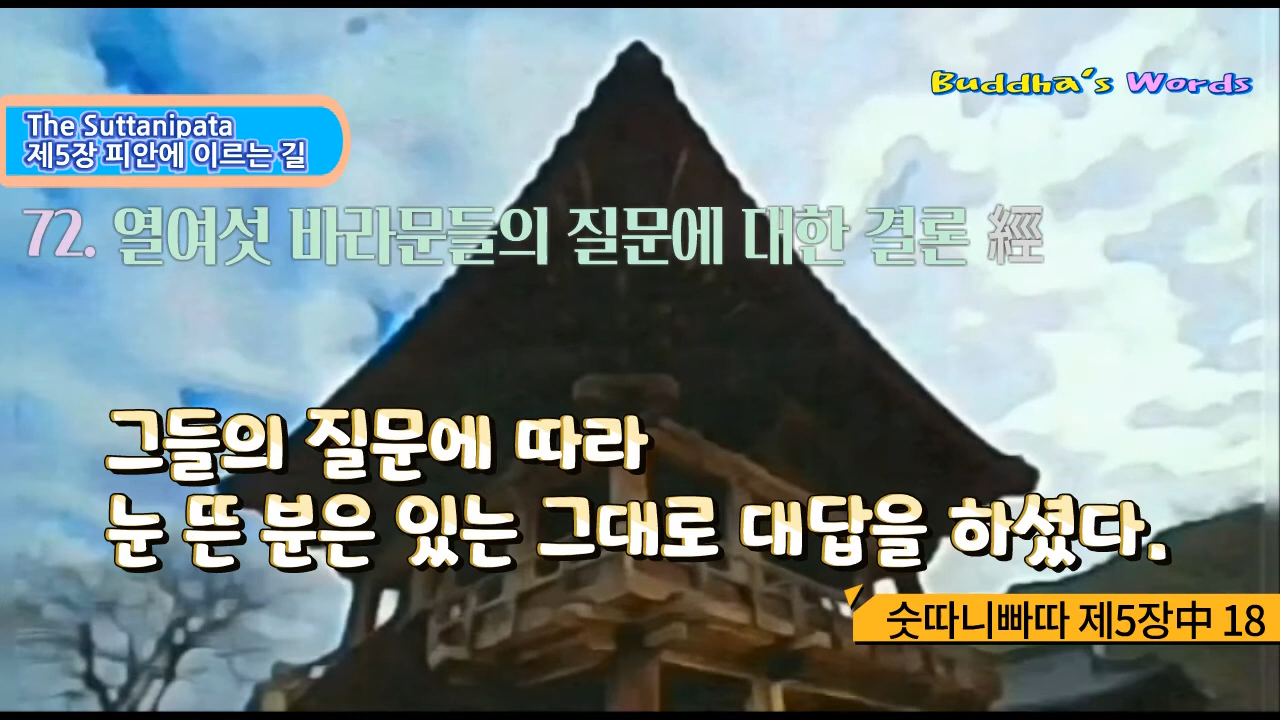 Buddha's Words
The Suttanipata
제5장 피안에 이르는 길
72. 열여섯 바라문들의 질문에 대한 결론 經
그들의 질문에 따라
눈 뜬 분은 있는 그대로 대답을 하셨다.
숫따니빠따 제5장中 18